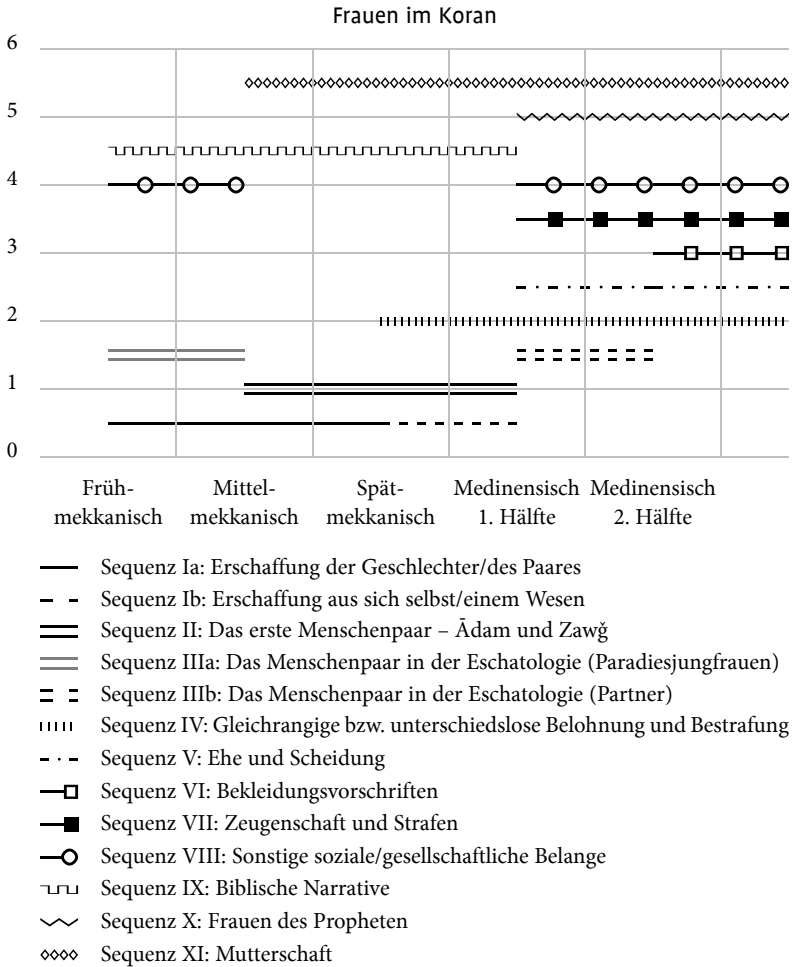 Frauen im Koran
6
5
4
3
2
1
0
Früh-
mekkanisch
Mittel-
mekkanisch
Spät-
mekkanisch
Medinensisch
1. Hälfte
Medinensisch
2. Hälfte
Sequenz Ia: Erschaffung der Geschlechter/des Paares
Sequenz Ib: Erschaffung aus sich selbst/einem Wesen
Sequenz II: Das erste Menschenpaar – Ādam und Zawǧ
Sequenz IIIa: Das Menschenpaar in der Eschatologie (Paradiesjungfrauen)
Sequenz IIIb: Das Menschenpaar in der Eschatologie (Partner)
Sequenz IV: Gleichrangige bzw. unterschiedslose Belohnung und Bestrafung
Sequenz V: Ehe und Scheidung
Sequenz VI: Bekleidungsvorschriften
Sequenz VII: Zeugenschaft und Strafen
Sequenz VIII: Sonstige soziale/gesellschaftliche Belange
Sequenz IX: Biblische Narrative
Sequenz X: Frauen des Propheten
Sequenz XI: Mutterschaft